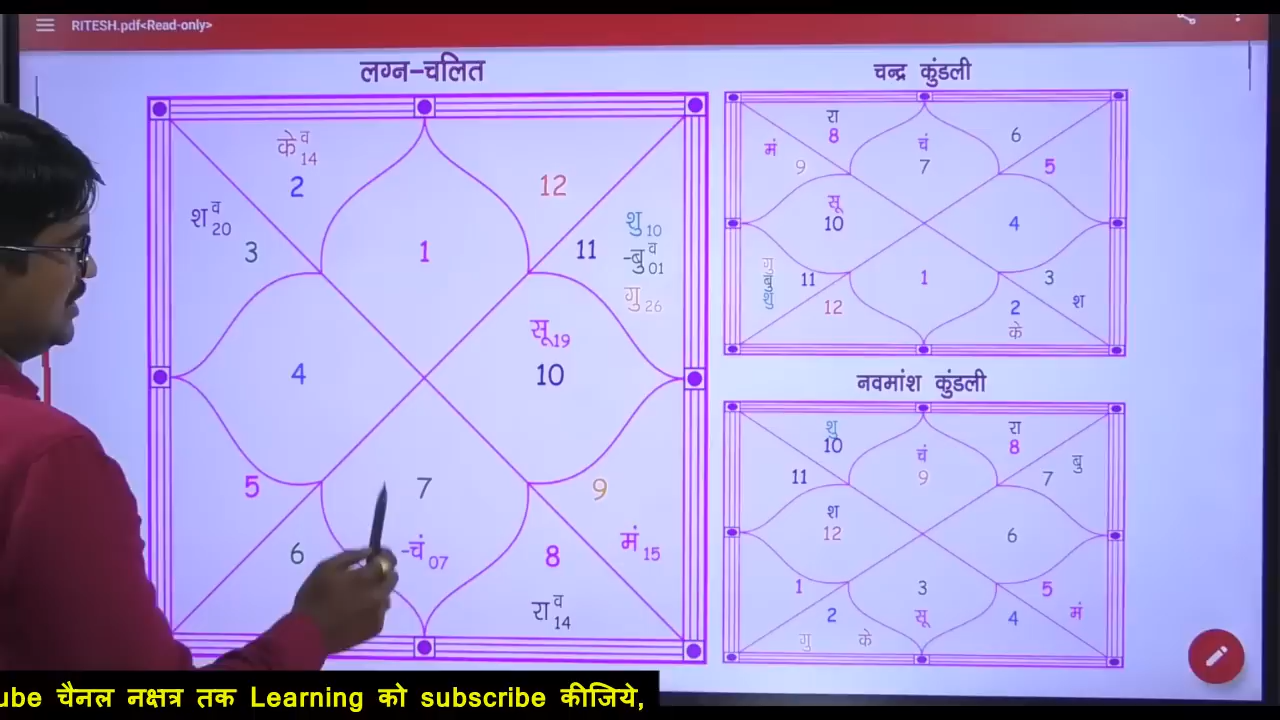 RITESH.pdf<Read-only>
लग्न-चलित
के व 14
2
श व 20
3
1
12
11
शु 10
-बु व 01
गु 26
सू 19
10
4
5
6
7
-चं 07
8
रा व 14
9
मं 15
चन्द्र कुंडली
रा
8
मं
9
चं
7
6
5
सू
10
4
गु
बु
शु
11
12
1
3
श
2
के
नवमांश कुंडली
शु
10
11
चं
9
रा
8
7
बु
श
12
6
1
2
गु के
3
सू
4
5
मं
ube चैनल नक्षत्र तक Learning को subscribe कीजिये,